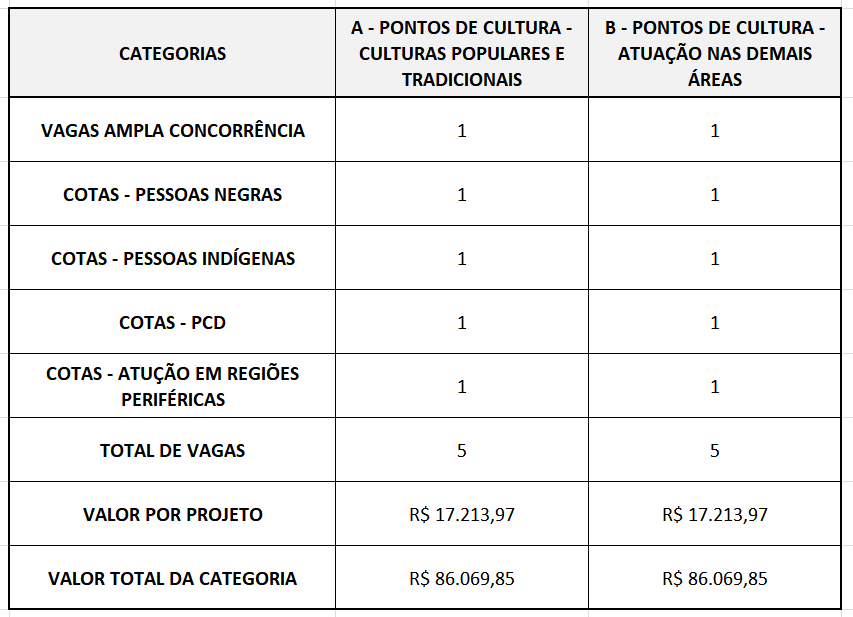 CATEGORIAS
A - PONTOS DE CULTURA -
CULTURAS POPULARES E
TRADICIONAIS
B - PONTOS DE CULTURA -
ATUAÇÃO NAS DEMAIS
ÁREAS
VAGAS AMPLA CONCORRÊNCIA
1
1
COTAS - PESSOAS NEGRAS
1
1
COTAS - PESSOAS INDÍGENAS
1
1
COTAS - PCD
1
1
COTAS - ATUÇÃO EM REGIÕES
PERIFÉRICAS
1
1
TOTAL DE VAGAS
5
5
VALOR POR PROJETO
R$ 17.213,97
R$ 17.213,97
VALOR TOTAL DA CATEGORIA
R$ 86.069,85
R$ 86.069,85